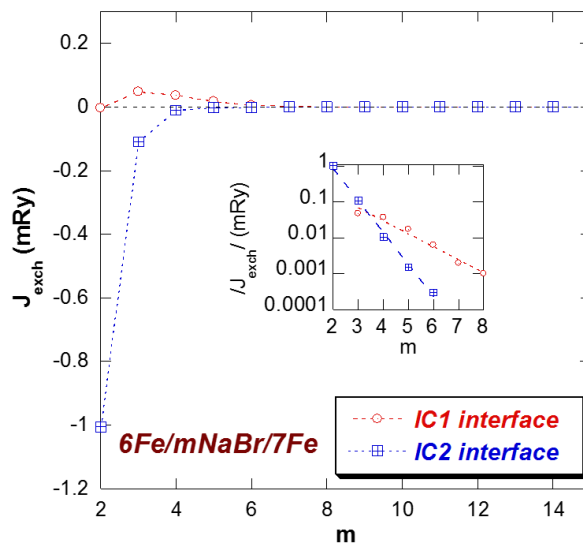 0.2
0
-0.2
-0.4
-0.6
-0.8
-1
-1.2
J_exch (mRy)
2 4 6 8 10 12 14
m
1
0.1
0.01
0.001
0.0001
/J_exch/ (mRy)
2 3 4 5 6 7 8
m
IC1 interface
IC2 interface
6Fe/mNaBr/7Fe